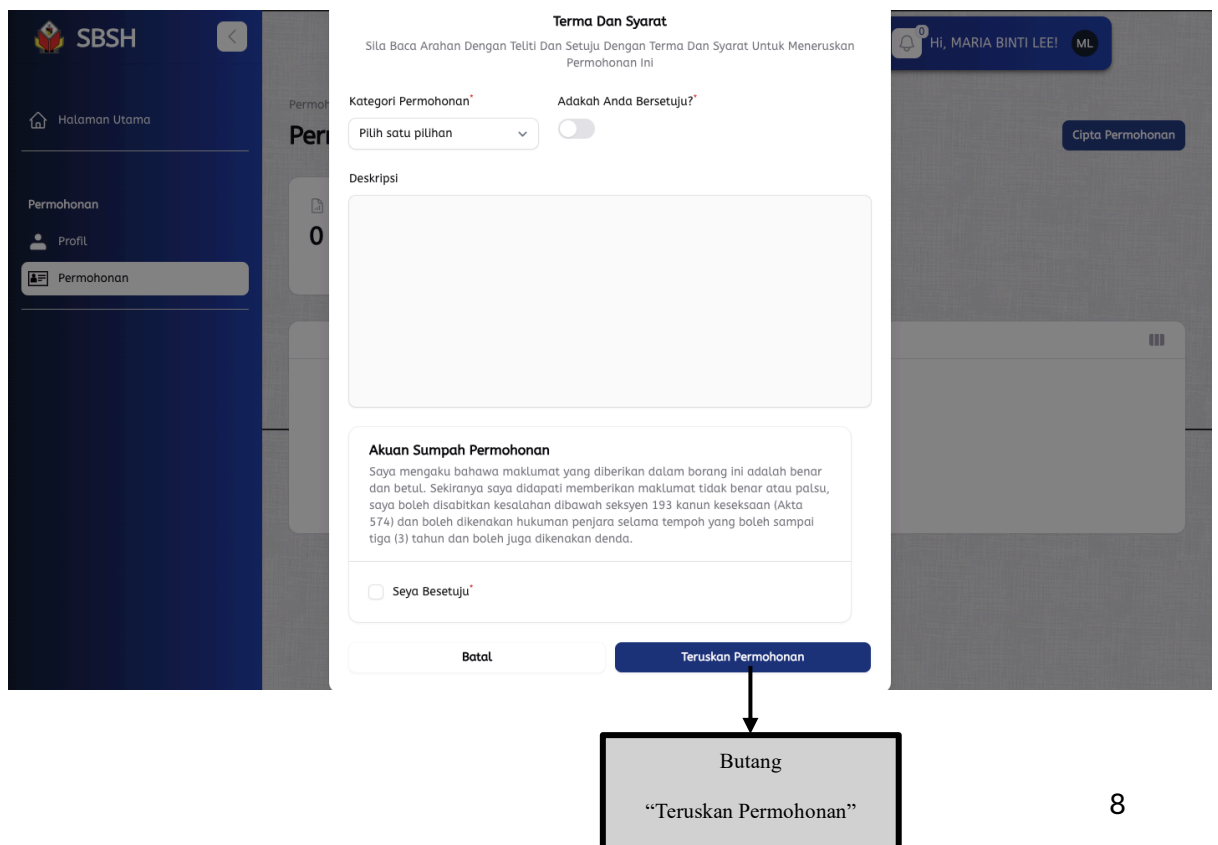 SBSH
0
Hi, MARIA BINTI LEE!
ML
Halaman Utama
Permohonan
Profil
Permohonan
Cipta Permohonan
0
Terma Dan Syarat
Sila Baca Arahan Dengan Teliti Dan Setuju Dengan Terma Dan Syarat Untuk Meneruskan
Permohonan Ini
Kategori Permohonan*
Adakah Anda Bersetuju?*
Pilih satu pilihan
Deskripsi
Akuan Sumpah Permohonan
Saya mengaku bahawa maklumat yang diberikan dalam borang ini adalah benar
dan betul. Sekiranya saya didapati memberikan maklumat tidak benar atau palsu,
saya boleh disabitkan kesalahan dibawah seksyen 193 kanun keseksaan (Akta
574) dan boleh dikenakan hukuman penjara selama tempoh yang boleh sampai
tiga (3) tahun dan boleh juga dikenakan denda.
Seya Besetuju*
Batal
Teruskan Permohonan
Butang
“Teruskan Permohonan”
8